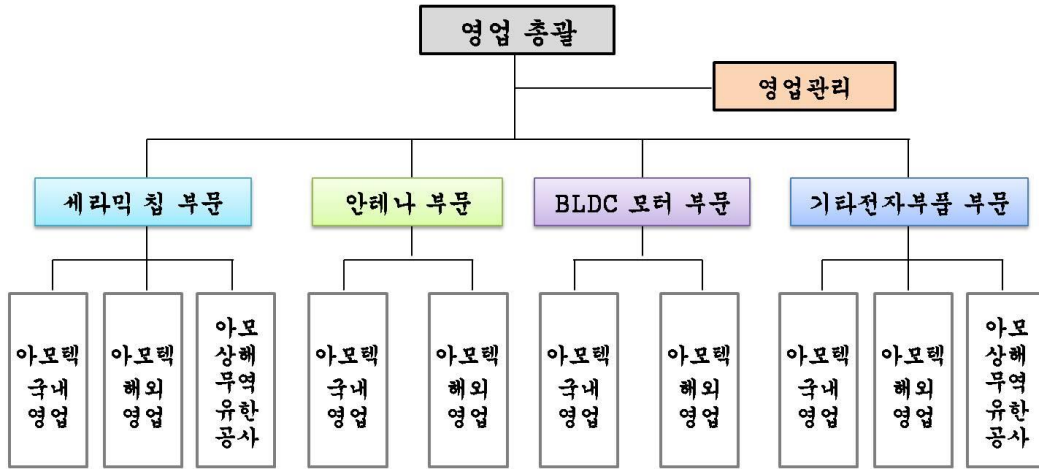 영업 총괄
영업관리
세라믹 칩 부문
안테나 부문
BLDC 모터 부문
기타전자부품 부문
아모텍
국내
영업
아모텍
해외
영업
아모
상해
무역
유한
공사
아모텍
국내
영업
아모텍
해외
영업
아모텍
국내
영업
아모텍
해외
영업
아모텍
국내
영업
아모텍
해외
영업
아모
상해
무역
유한
공사